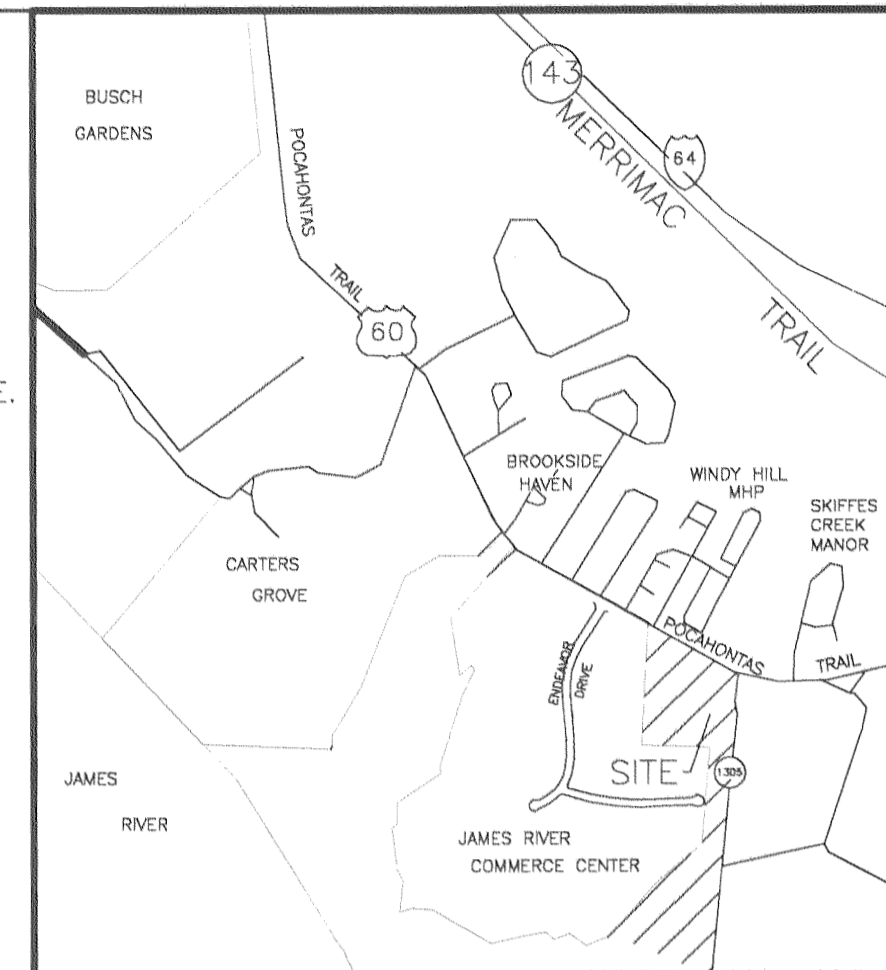 BUSCH
GARDENS
POCAHONTAS
TRAIL
60
143
MERRIMAC
TRAIL
64
E.
BROOKSIDE
HAVEN
WINDY HILL
MHP
SKIFFES
CREEK
MANOR
CARTERS
GROVE
POCAHONTAS
TRAIL
ENDEAVOR
DRIVE
SITE
1305
JAMES
RIVER
JAMES RIVER
COMMERCE CENTER